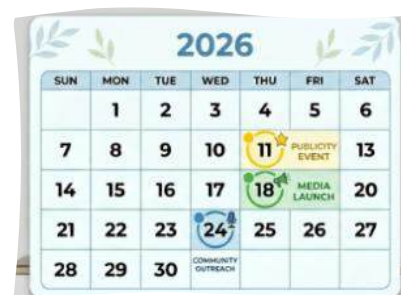 2026
SUN MON TUE WED THU FRI SAT
1 2 3 4 5 6
7 8 9 10 11 PUBLICITY EVENT 13
14 15 16 17 18 MEDIA LAUNCH 20
21 22 23 24 25 26 27
28 29 30 COMMUNITY OUTREACH